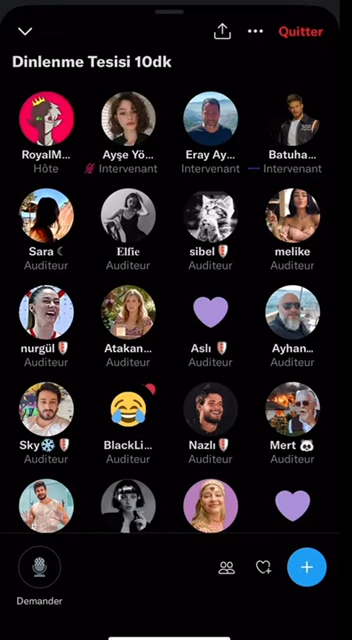 Quitter
Dinlenme Tesisi 10dk
RoyalM... Ayşe Yö... Eray Ay... Batuha...
Hôte Intervenant Intervenant Intervenant
Sara☾ Elfie sibel melike
Auditeur Auditeur Auditeur Auditeur
nurgül Atakan... Aslı Ayhan...
Auditeur Auditeur Auditeur Auditeur
Sky❄️ BlackLi... Nazlı Mert 🐼
Auditeur Auditeur Auditeur Auditeur
Demander